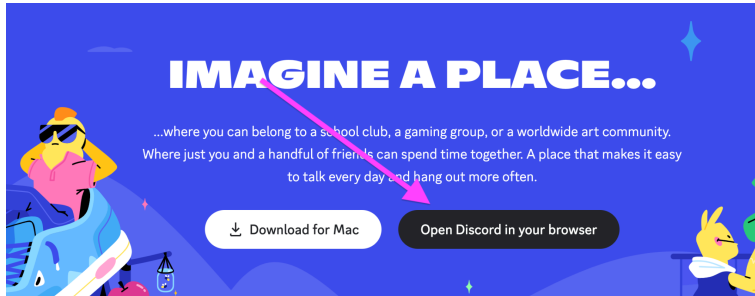 IMAGINE A PLACE...
...where you can belong to a school club, a gaming group, or a worldwide art community.
Where just you and a handful of friends can spend time together. A place that makes it easy
to talk every day and hang out more often.
Download for Mac
Open Discord in your browser